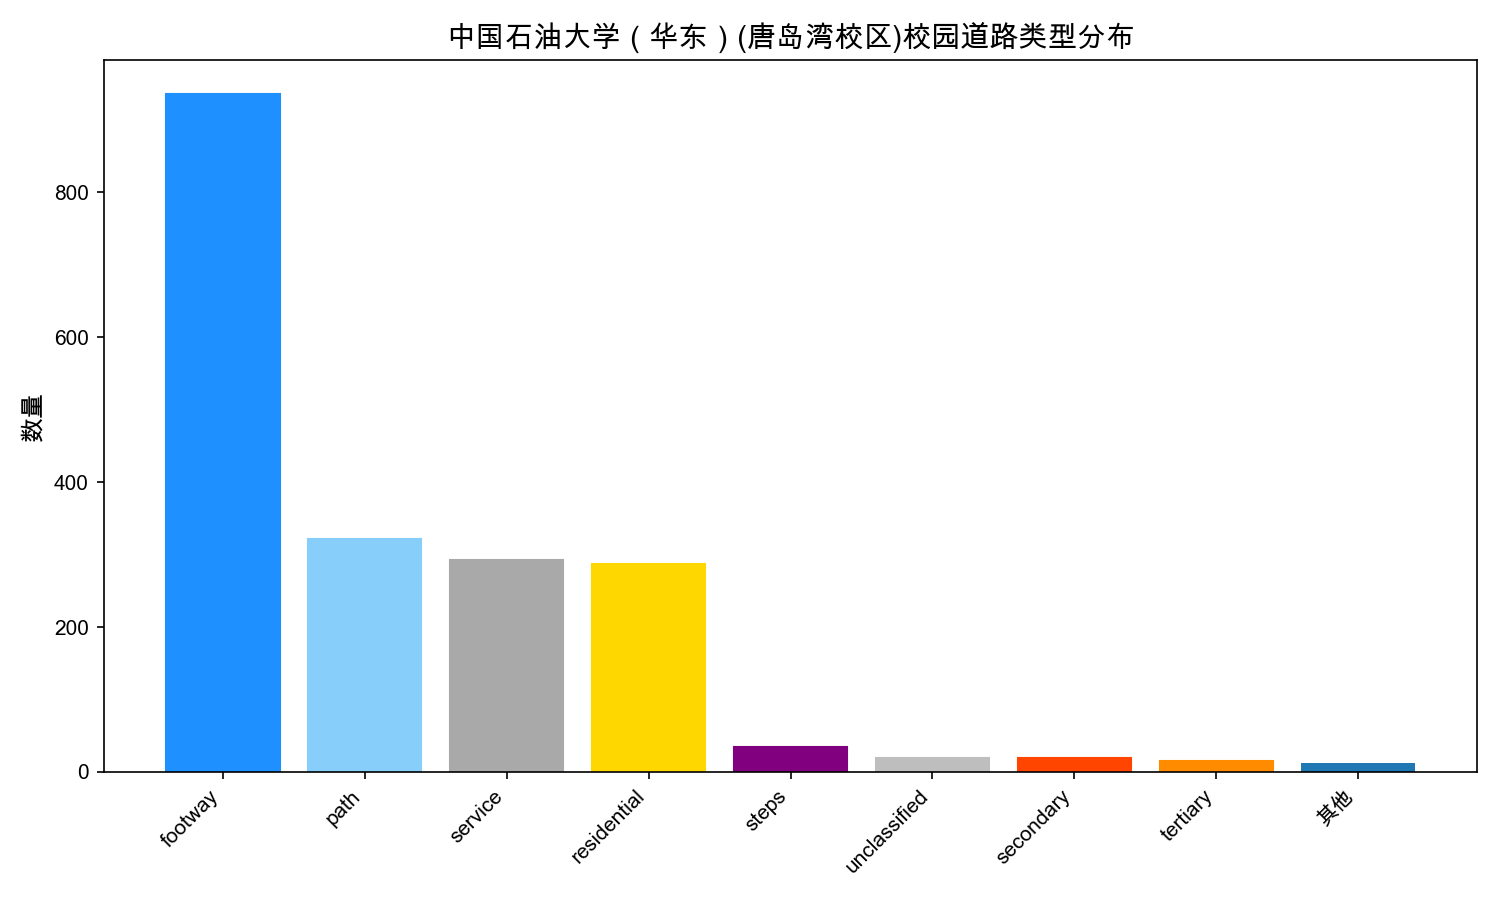 中国石油大学（华东）(唐岛湾校区)校园道路类型分布
数量
800
600
400
200
0
footway
path
service
residential
steps
unclassified
secondary
tertiary
其他